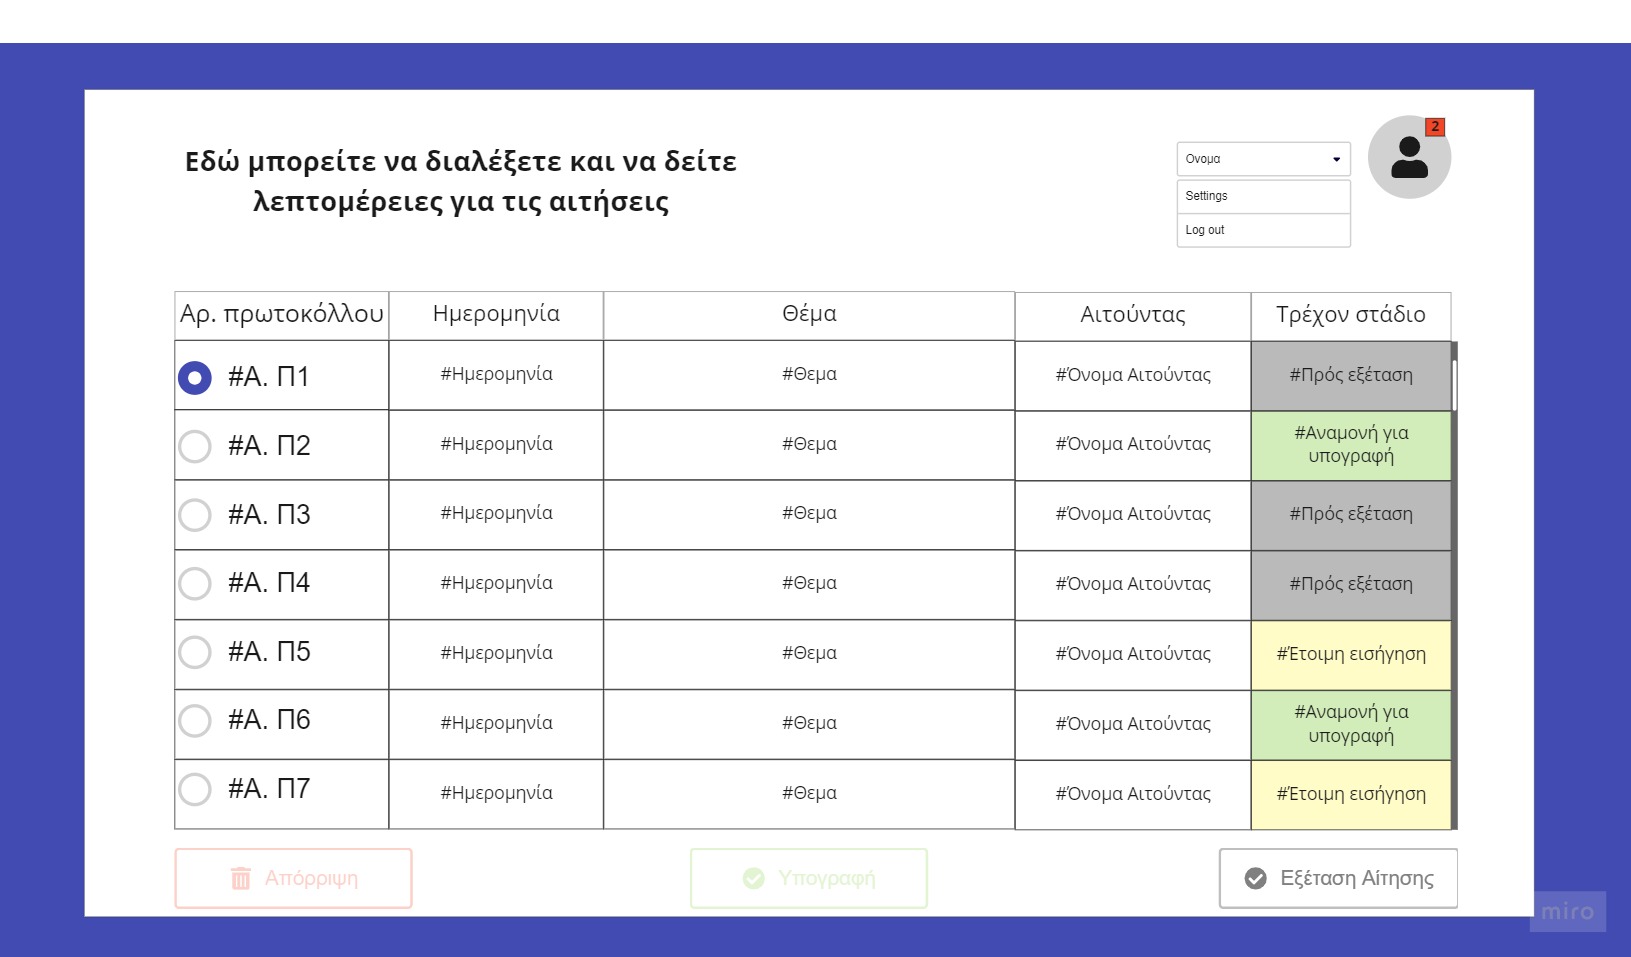 Εδώ μπορείτε να διαλέξετε και να δείτε
λεπτομέρειες για τις αιτήσεις
Ονομα
2
Settings
Log out
Αρ. πρωτοκόλλου Ημερομηνία Θέμα Αιτούντας Τρέχον στάδιο
#Α. Π1 #Ημερομηνία #Θεμα #Όνομα Αιτούντας #Πρός εξέταση
#Α. Π2 #Ημερομηνία #Θεμα #Όνομα Αιτούντας #Αναμονή για
υπογραφή
#Α. Π3 #Ημερομηνία #Θεμα #Όνομα Αιτούντας #Πρός εξέταση
#Α. Π4 #Ημερομηνία #Θεμα #Όνομα Αιτούντας #Πρός εξέταση
#Α. Π5 #Ημερομηνία #Θεμα #Όνομα Αιτούντας #Έτοιμη εισήγηση
#Α. Π6 #Ημερομηνία #Θεμα #Όνομα Αιτούντας #Αναμονή για
υπογραφή
#Α. Π7 #Ημερομηνία #Θεμα #Όνομα Αιτούντας #Έτοιμη εισήγηση
Απόρριψη Υπογραφή Εξέταση Αίτησης
miro